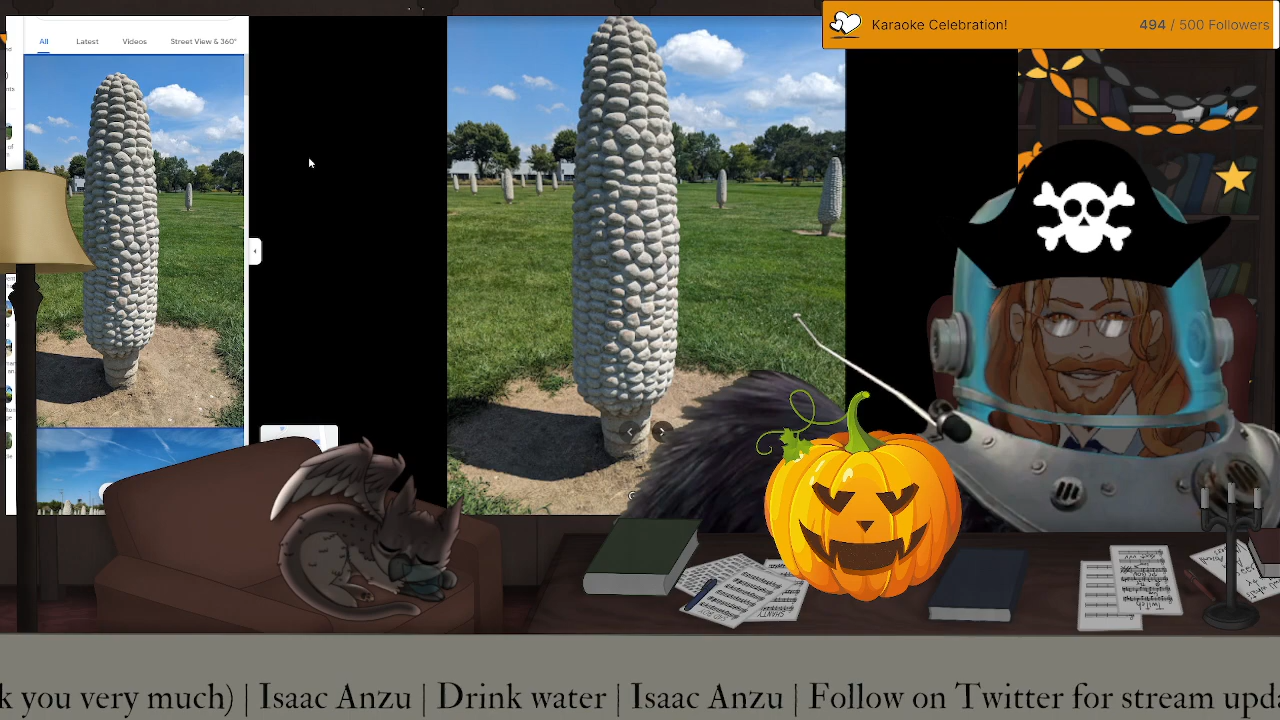 Karaoke Celebration! 494 / 500 Followers
All Latest Videos Street View & 360°
k you very much) | Isaac Anzu | Drink water | Isaac Anzu | Follow on Twitter for stream upd